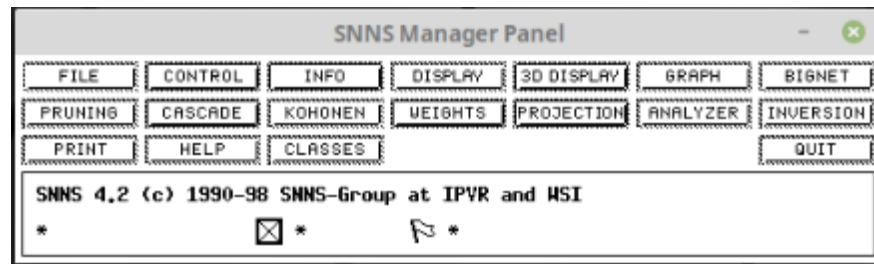 SNNS Manager Panel
FILE CONTROL INFO DISPLAY 3D DISPLAY GRAPH BIGNET
PRUNING CASCADE KOHONEN WEIGHTS PROJECTION ANALYZER INVERSION
PRINT HELP CLASSES QUIT
SNNS 4.2 (c) 1990-98 SNNS-Group at IPVR and WSI
* * *